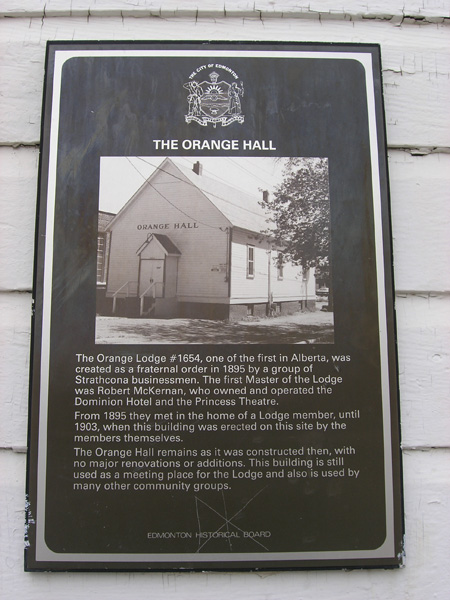 THE CITY OF EDMONTON
THE ORANGE HALL
ORANGE HALL
The Orange Lodge #1654, one of the first in Alberta, was
created as a fraternal order in 1895 by a group of
Strathcona businessmen. The first Master of the Lodge
was Robert McKernan, who owned and operated the
Dominion Hotel and the Princess Theatre.
From 1895 they met in the home of a Lodge member, until
1903, when this building was erected on this site by the
members themselves.
The Orange Hall remains as it was constructed then, with
no major renovations or additions. This building is still
used as a meeting place for the Lodge and also is used by
many other community groups.
EDMONTON HISTORICAL BOARD